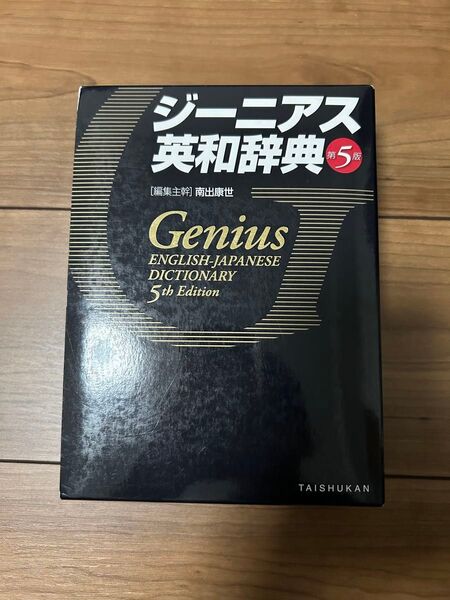 ジーニアス
英和辞典 第5版
[編集主幹] 南出康世
Genius
ENGLISH-JAPANESE
DICTIONARY
5th Edition
TAISHUKAN